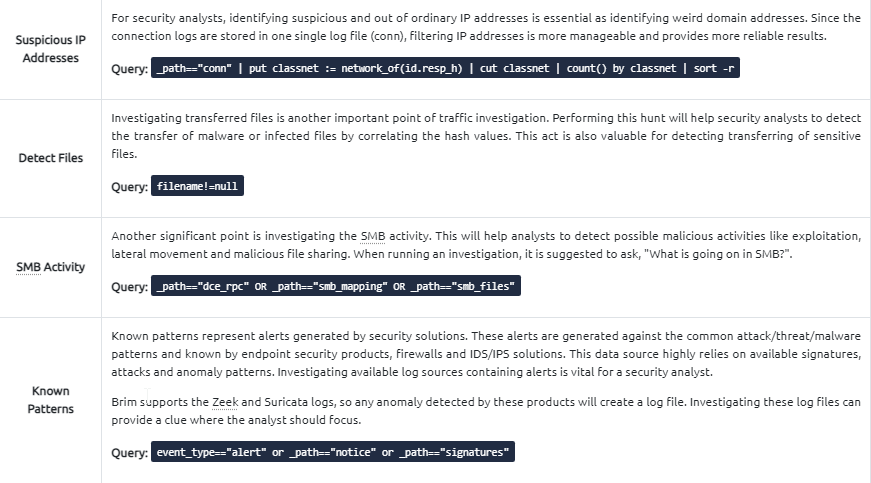 Suspicious IP
Addresses
For security analysts, identifying suspicious and out of ordinary IP addresses is essential as identifying weird domain addresses. Since the
connection logs are stored in one single log file (conn), filtering IP addresses is more manageable and provides more reliable results.
Query: _path=="conn" | put classnet := network_of(id.resp_h) | cut classnet | count() by classnet | sort -r
Detect Files
Investigating transferred files is another important point of traffic investigation. Performing this hunt will help security analysts to detect
the transfer of malware or infected files by correlating the hash values. This act is also valuable for detecting transferring of sensitive
files.
Query: filename!=null
SMB Activity
Another significant point is investigating the SMB activity. This will help analysts to detect possible malicious activities like exploitation,
lateral movement and malicious file sharing. When running an investigation, it is suggested to ask, "What is going on in SMB?".
Query: _path=="dce_rpc" OR _path=="smb_mapping" OR _path=="smb_files"
Known
Patterns
Known patterns represent alerts generated by security solutions. These alerts are generated against the common attack/threat/malware
patterns and known by endpoint security products, firewalls and IDS/IPS solutions. This data source highly relies on available signatures,
attacks and anomaly patterns. Investigating available log sources containing alerts is vital for a security analyst.
Brim supports the Zeek and Suricata logs, so any anomaly detected by these products will create a log file. Investigating these log files can
provide a clue where the analyst should focus.
Query: event_type=="alert" or _path=="notice" or _path=="signatures"